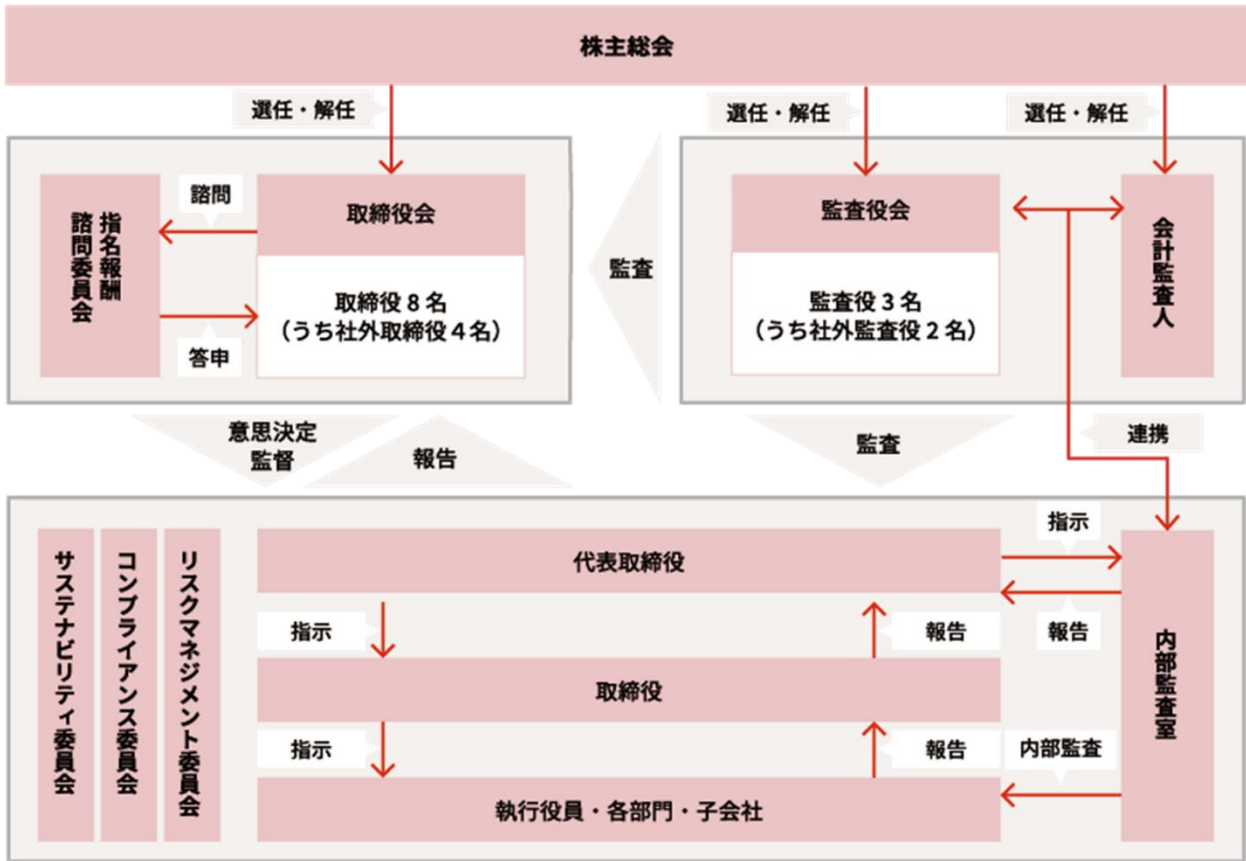 株主総会
選任・解任
選任・解任
選任・解任
指名報酬
諮問委員会
諮問
答申
取締役会
取締役8名
（うち社外取締役4名）
監査
監査役会
監査役3名
（うち社外監査役2名）
会計監査人
意思決定
監督
報告
監査
連携
サステナビリティ委員会
コンプライアンス委員会
リスクマネジメント委員会
代表取締役
指示
報告
指示
報告
取締役
指示
報告
内部監査
執行役員・各部門・子会社
内部監査室